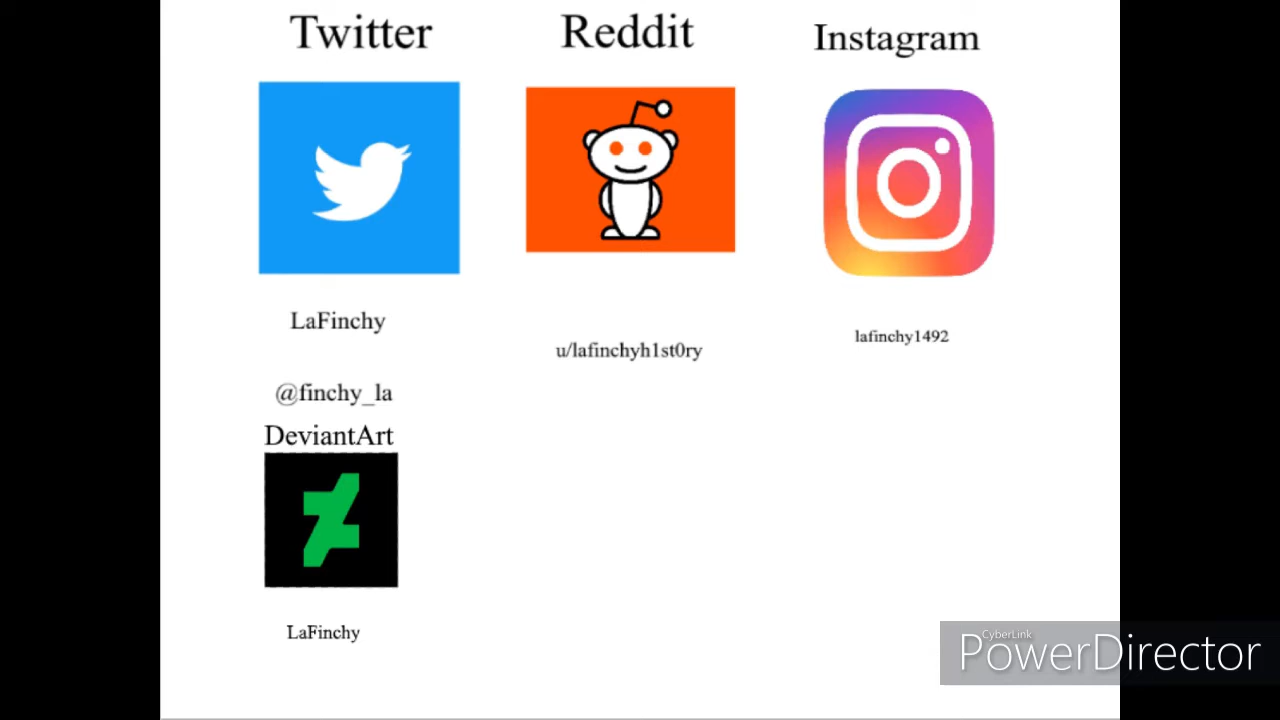 Twitter
Reddit
Instagram
LaFinchy
u/lafinchyh1st0ry
lafinchy1492
@finchy_la
DeviantArt
LaFinchy
CyberLink
PowerDirector